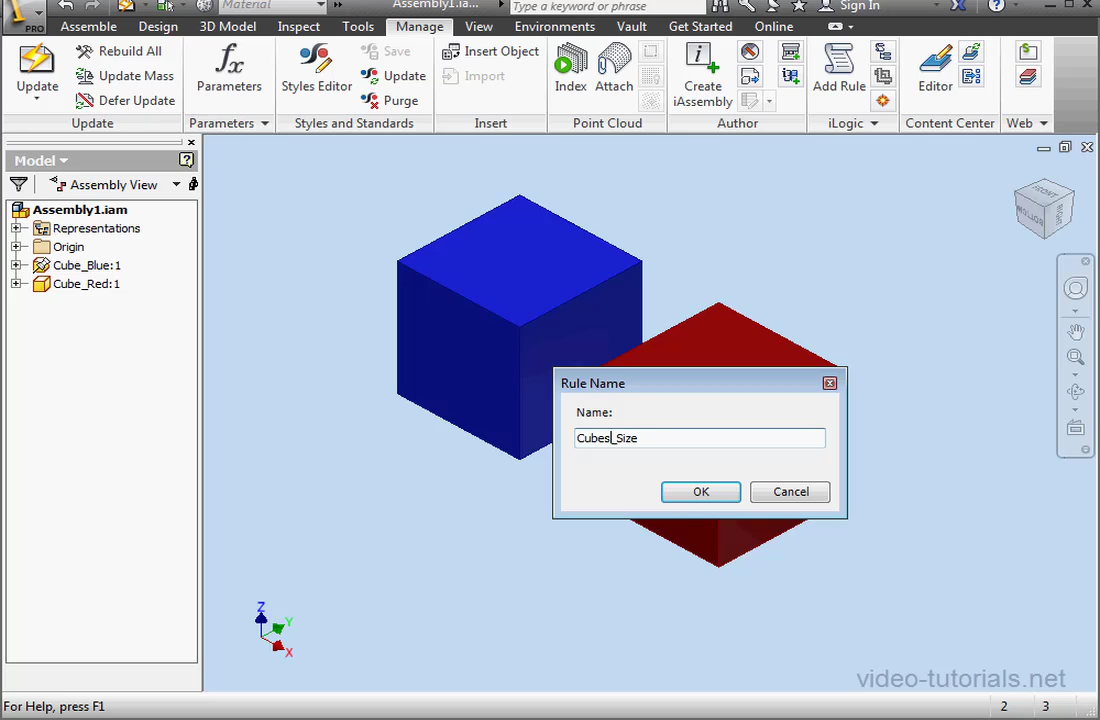 PRO
Material
Assembly1.ia...
Type a keyword or phrase
Sign In
Assemble Design 3D Model Inspect Tools Manage View Environments Vault Get Started Online
Update
Rebuild All
Update Mass
Defer Update
Update
Parameters
Parameters
Styles Editor
Save
Update
Purge
Styles and Standards
Insert Object
Import
Insert
Index
Attach
Point Cloud
Create
iAssembly
Author
Add Rule
iLogic
Editor
Content Center
Web
Model
Assembly View
Assembly1.iam
Representations
Origin
Cube_Blue:1
Cube_Red:1
FRONT
RIGHT
BOTTOM
Rule Name
Name:
Cubes_Size
OK
Cancel
Z
Y
X
video-tutorials.net
For Help, press F1
2 3